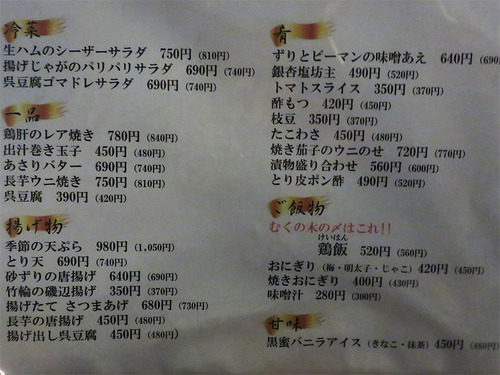 冷菜
生ハムのシーザーサラダ 750円 (810円)
揚げじゃがのパリパリサラダ 690円 (740円)
呉豆腐ゴマドレサラダ 690円 (740円)
一品
鶏肝のレア焼き 780円 (840円)
出汁巻き玉子 450円 (480円)
あさりバター 690円 (740円)
長芋ウニ焼き 750円 (810円)
呉豆腐 390円 (420円)
揚げ物
季節の天ぷら 980円 (1,050円)
とり天 690円 (740円)
砂ずりの唐揚げ 640円 (690円)
竹輪の磯辺揚げ 350円 (370円)
揚げたて さつまあげ 680円 (730円)
長芋の唐揚げ 450円 (480円)
揚げ出し呉豆腐 450円 (480円)
肴
ずりとピーマンの味噌あえ 640円 (690
銀杏塩坊主 490円 (520円)
トマトスライス 350円 (370円)
酢もつ 420円 (450円)
枝豆 350円 (370円)
たこわさ 450円 (480円)
焼き茄子のウニのせ 720円 (770円)
漬物盛り合わせ 560円 (600円)
とり皮ポン酢 490円 (520円)
ご飯物
むくの木の〆はこれ!!
けいはん
鶏飯 520円 (560円)
おにぎり (梅・明太子・じゃこ) 420円 (450円)
焼きおにぎり 400円 (430円)
味噌汁 280円 (300円)
甘味
黒蜜バニラアイス (きなこ・抹茶) 450円 (480円)